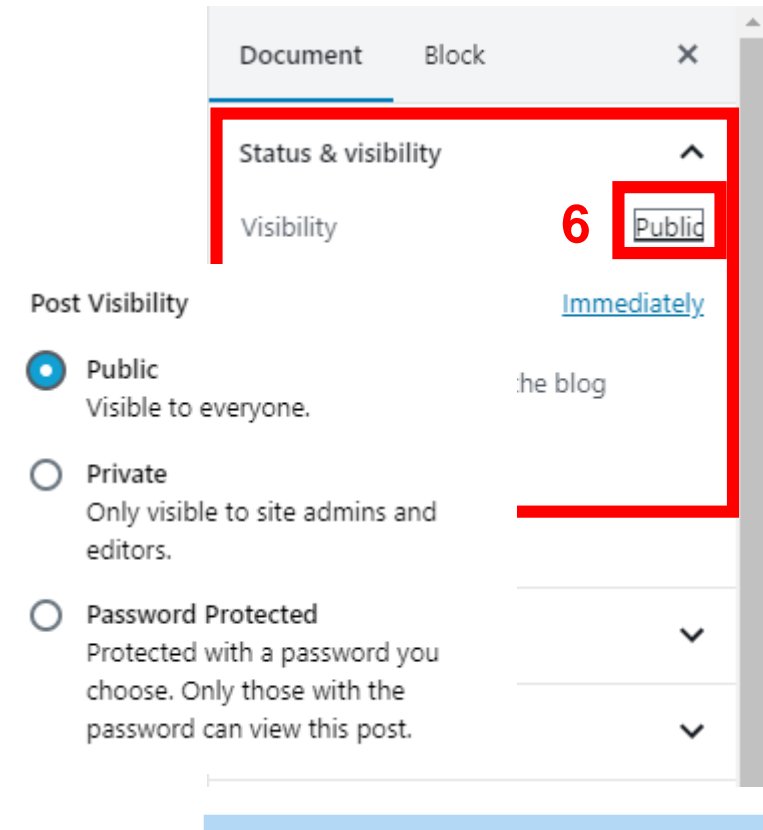 Document Block
Status & visibility
Visibility 6 Public
Post Visibility Immediately
Public
Visible to everyone.
the blog
Private
Only visible to site admins and
editors.
Password Protected
Protected with a password you
choose. Only those with the
password can view this post.